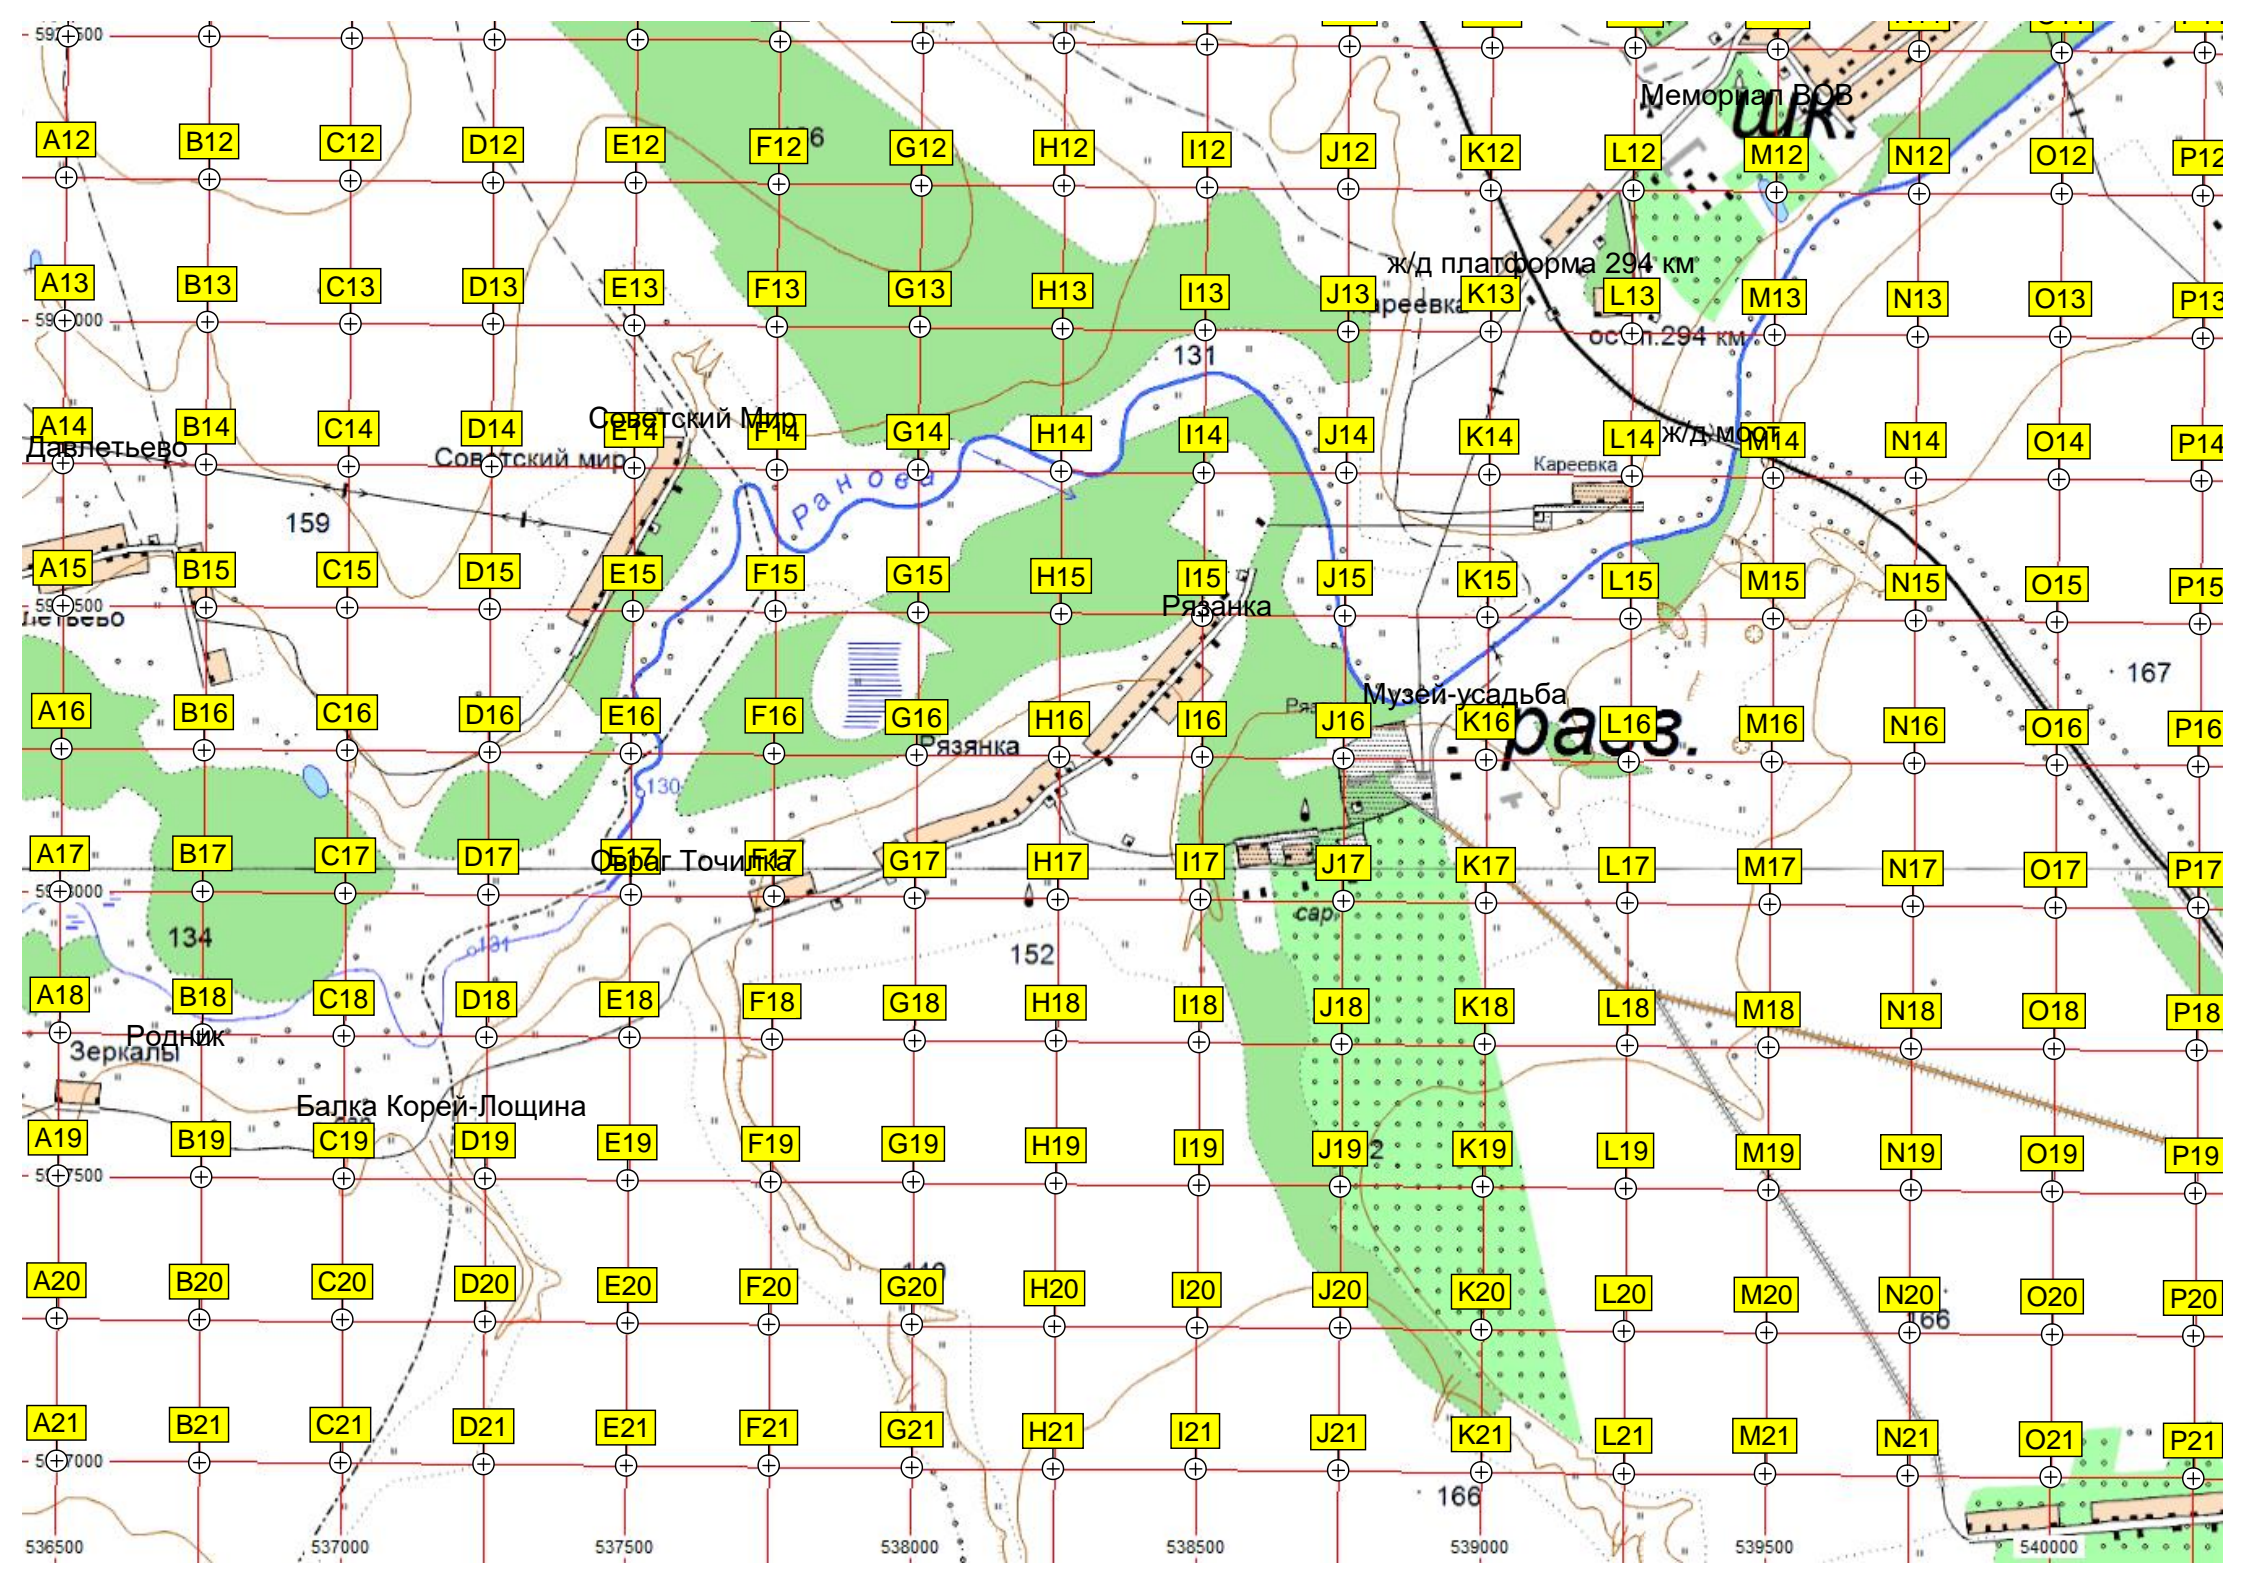 Мемориал ВОВ
шк.
A12 B12 C12 D12 E12 F12 G12 H12 I12 J12 K12 L12 M12 N12 O12 P12
ж/д платформа 294 км
A13 B13 C13 D13 E13 F13 G13 H13 I13 J13 K13 L13 M13 N13 O13 P13
131
Советский Мир
A14 B14 C14 D14 E14 F14 G14 H14 I14 J14 K14 L14 ж/д мост M14 N14 O14 P14
Давлетьево
Советский мир
Кареевка
Ранова
159
A15 B15 C15 D15 E15 F15 G15 H15 I15 J15 K15 L15 M15 N15 O15 P15
Рязанка
167
Музей-усадьба
A16 B16 C16 D16 E16 F16 G16 H16 I16 J16 K16 L16 M16 N16 O16 P16
разв.
Рязянка
130
A17 B17 C17 D17 E17 F17 G17 H17 I17 J17 K17 L17 M17 N17 O17 P17
Овраг Точилка
сар.
134
131
152
A18 B18 C18 D18 E18 F18 G18 H18 I18 J18 K18 L18 M18 N18 O18 P18
Родник
Зеркалы
Балка Корей-Лощина
A19 B19 C19 D19 E19 F19 G19 H19 I19 J19 K19 L19 M19 N19 O19 P19
A20 B20 C20 D20 E20 F20 G20 H20 I20 J20 K20 L20 M20 N20 O20 P20
A21 B21 C21 D21 E21 F21 G21 H21 I21 J21 K21 L21 M21 N21 O21 P21
166
536500 537000 537500 538000 538500 539000 539500 540000